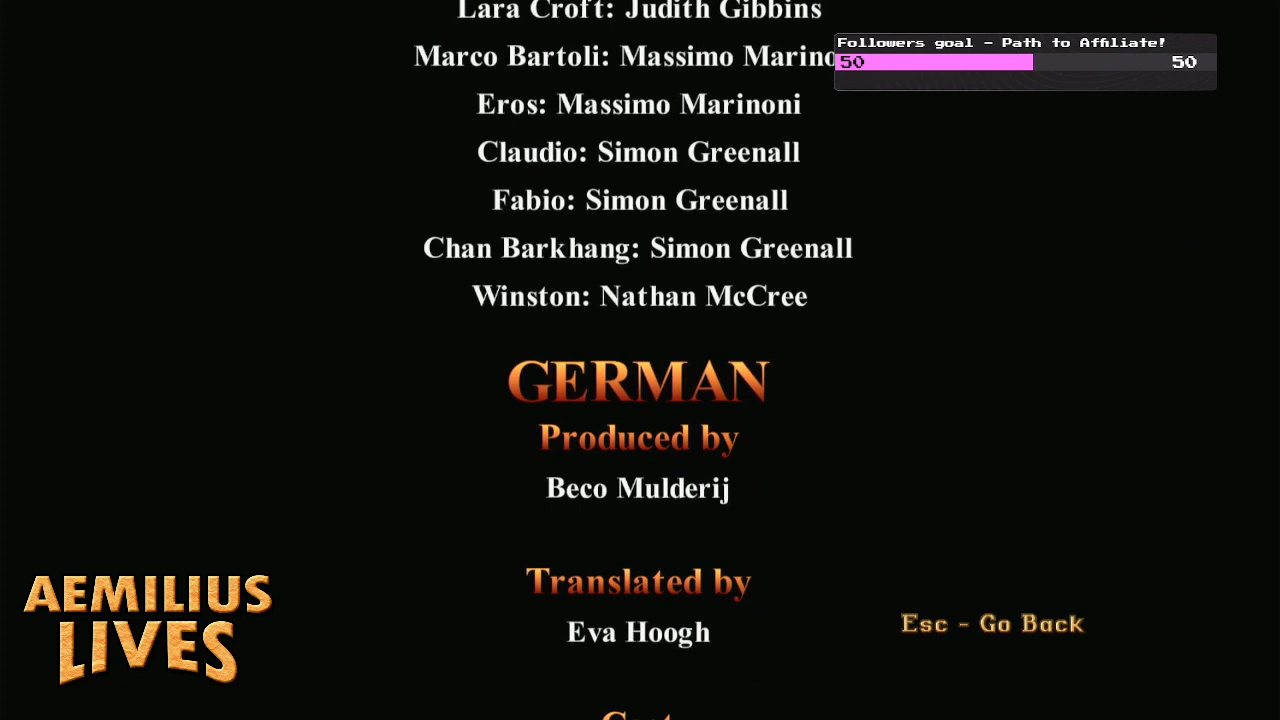 Lara Croft: Judith Gibbins
Followers goal - Path to Affiliate!
Marco Bartoli: Massimo Marino
50 50
Eros: Massimo Marinoni
Claudio: Simon Greenall
Fabio: Simon Greenall
Chan Barkhang: Simon Greenall
Winston: Nathan McCree
GERMAN
Produced by
Beco Mulderij
Translated by
Eva Hoogh
AEMILIUS
LIVES
Esc - Go Back